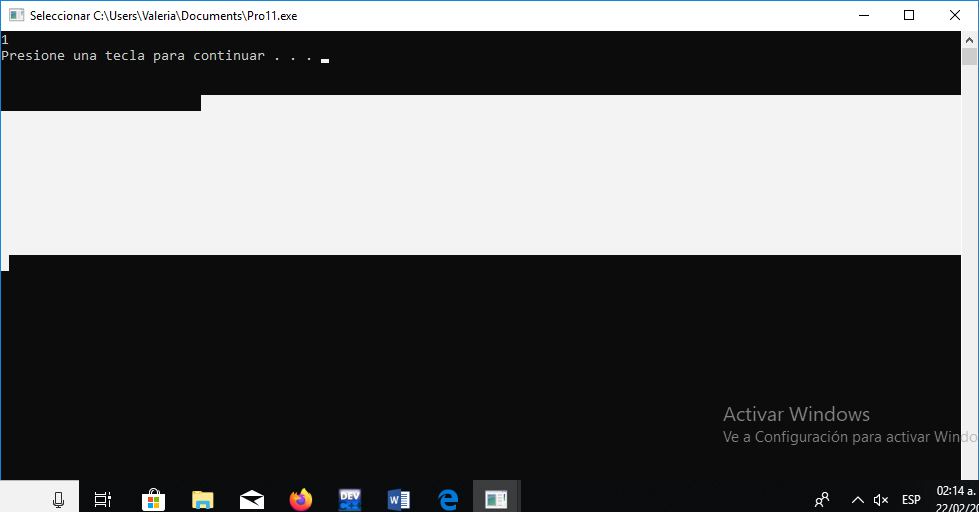 Seleccionar C:\Users\Valeria\Documents\Pro11.exe
1
Presione una tecla para continuar . . .
Activar Windows
Ve a Configuración para activar Windo
DEV
ESP
02:14 a.
22/02/20